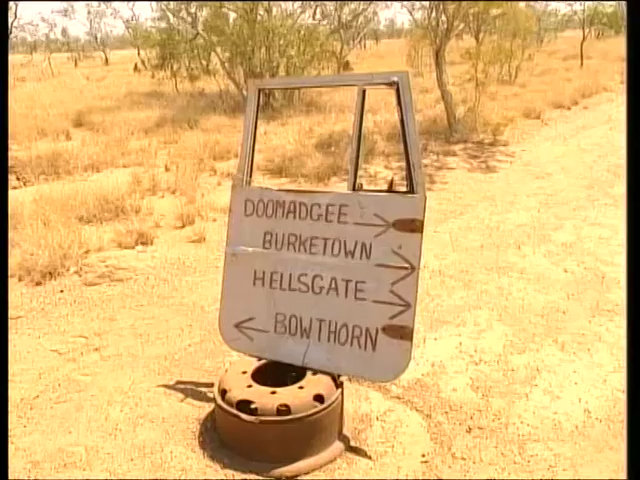 DOOMADGEE →
BURKETOWN →
HELLSGATE →
← BOWTHORN